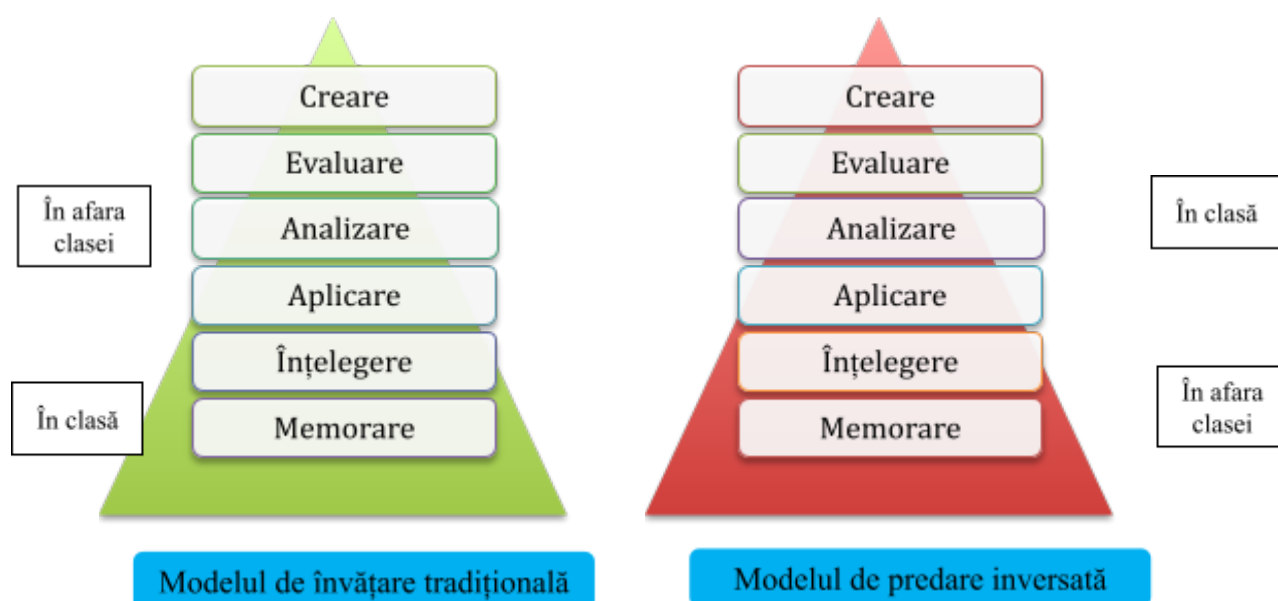 Creare
Evaluare
Analizare
Aplicare
Înțelegere
Memorare
În afara
clasei
În clasă
Modelul de învățare tradițională
Creare
Evaluare
Analizare
Aplicare
Înțelegere
Memorare
În clasă
În afara
clasei
Modelul de predare inversată